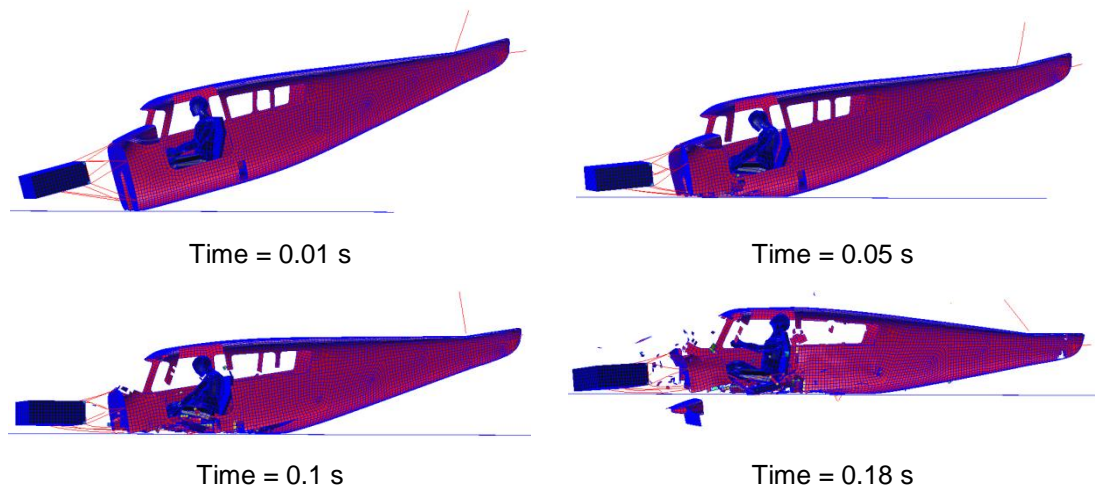 Time = 0.01 s
Time = 0.05 s
Time = 0.1 s
Time = 0.18 s